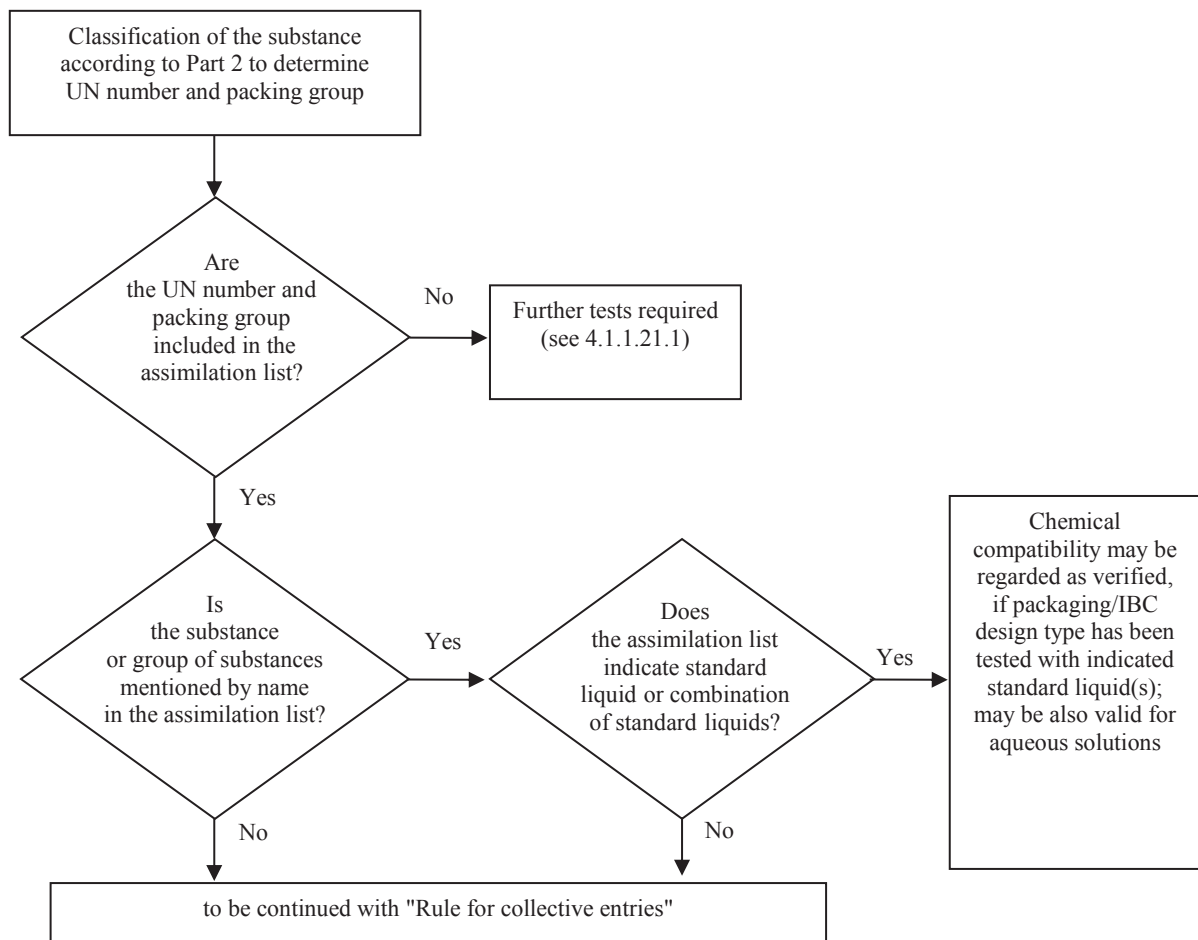 Classification of the substance
according to Part 2 to determine
UN number and packing group
Are
the UN number and
packing group
included in the
assimilation list?
No
Further tests required
(see 4.1.1.21.1)
Yes
Is
the substance
or group of substances
mentioned by name
in the assimilation list?
Yes
Does
the assimilation list
indicate standard
liquid or combination
of standard liquids?
Yes
Chemical
compatibility may be
regarded as verified,
if packaging/IBC
design type has been
tested with indicated
standard liquid(s);
may be also valid for
aqueous solutions
No
No
to be continued with "Rule for collective entries"